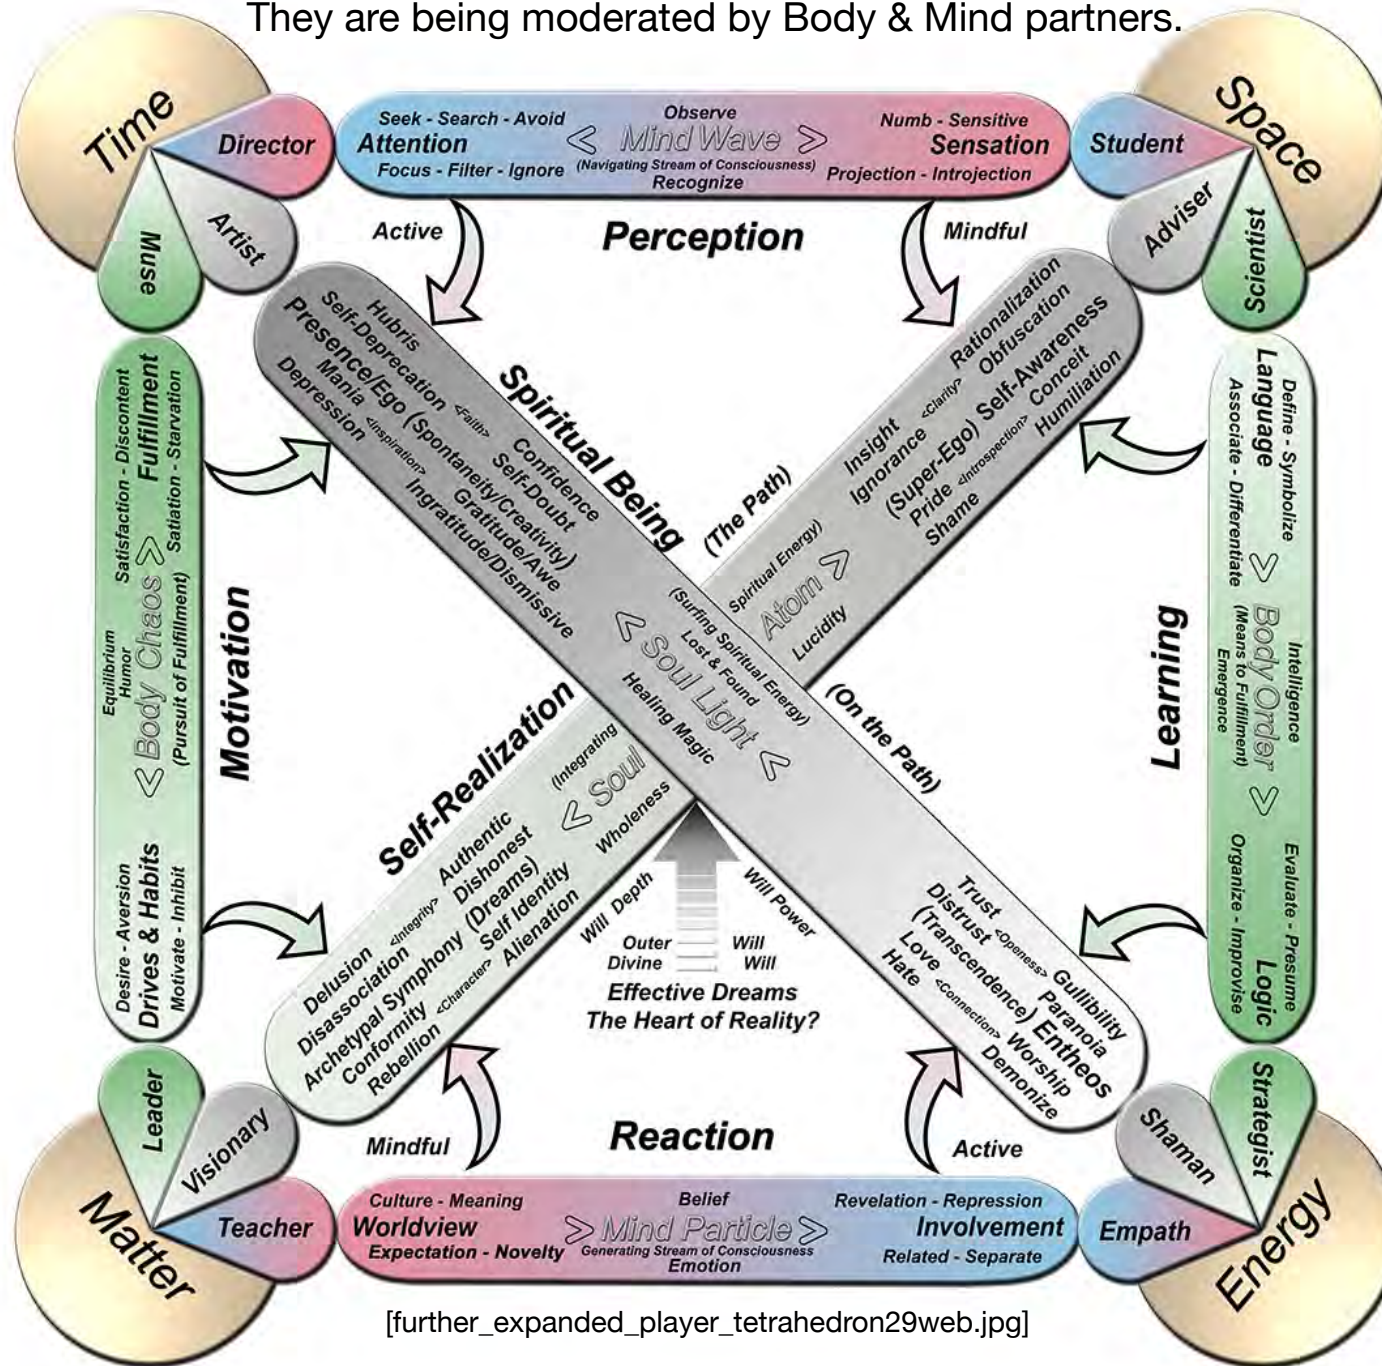 They are being moderated by Body & Mind partners.
Time
Director
Artist
Muse
Seek - Search - Avoid
Attention
Focus - Filter - Ignore
Observe
< Mind Wave >
(Navigating Stream of Consciousness)
Recognize
Numb - Sensitive
Sensation
Projection - Introjection
Space
Student
Adviser
Scientist
Active
Perception
Mindful
Hubris
Self-Deprecation
Presence/Ego
Mania
Depression
<Faith>
<Inspiration>
Confidence
Self-Doubt
(Spontaneity/Creativity)
Gratitude/Awe
Ingratitude/Dismissive
Spiritual Being
(Surfing Spiritual Energy)
Lost & Found
< Soul Light <
Healing Magic
(On the Path)
Trust
Distrust
(Transcendence)
Love
Hate
<Openess>
<Connection>
Gullibility
Paranoia
Entheos
Worship
Demonize
Rationalization
Obfuscation
Self-Awareness
Conceit
Humiliation
<Clarity>
<Introspection>
Insight
Ignorance
(Super-Ego)
Pride
Shame
(The Path)
Spiritual Energy)
Atom >
Lucidity
Self-Realization
(Integrating
< Soul
Wholeness
Authentic
Dishonest
(Dreams)
Self Identity
Alienation
<Integrity>
<Character>
Delusion
Disassociation
Archetypal Symphony
Conformity
Rebellion
Satisfaction - Discontent
Fulfillment
Satiation - Starvation
Equilibrium
Humor
< Body Chaos >
(Pursuit of Fulfillment)
Desire - Aversion
Drives & Habits
Motivate - Inhibit
Motivation
Define - Symbolize
Language
Associate - Differentiate
Intelligence
> Body Order >
(Means to Fulfillment)
Emergence
Evaluate - Presume
Logic
Organize - Improvise
Learning
Will Depth
Will Power
Outer Will
Divine Will
Effective Dreams
The Heart of Reality?
Mindful
Reaction
Active
Matter
Leader
Visionary
Teacher
Culture - Meaning
Worldview
Expectation - Novelty
Belief
> Mind Particle >
Generating Stream of Consciousness
Emotion
Revelation - Repression
Involvement
Related - Separate
Energy
Strategist
Shaman
Empath
[further_expanded_player_tetrahedron29web.jpg]